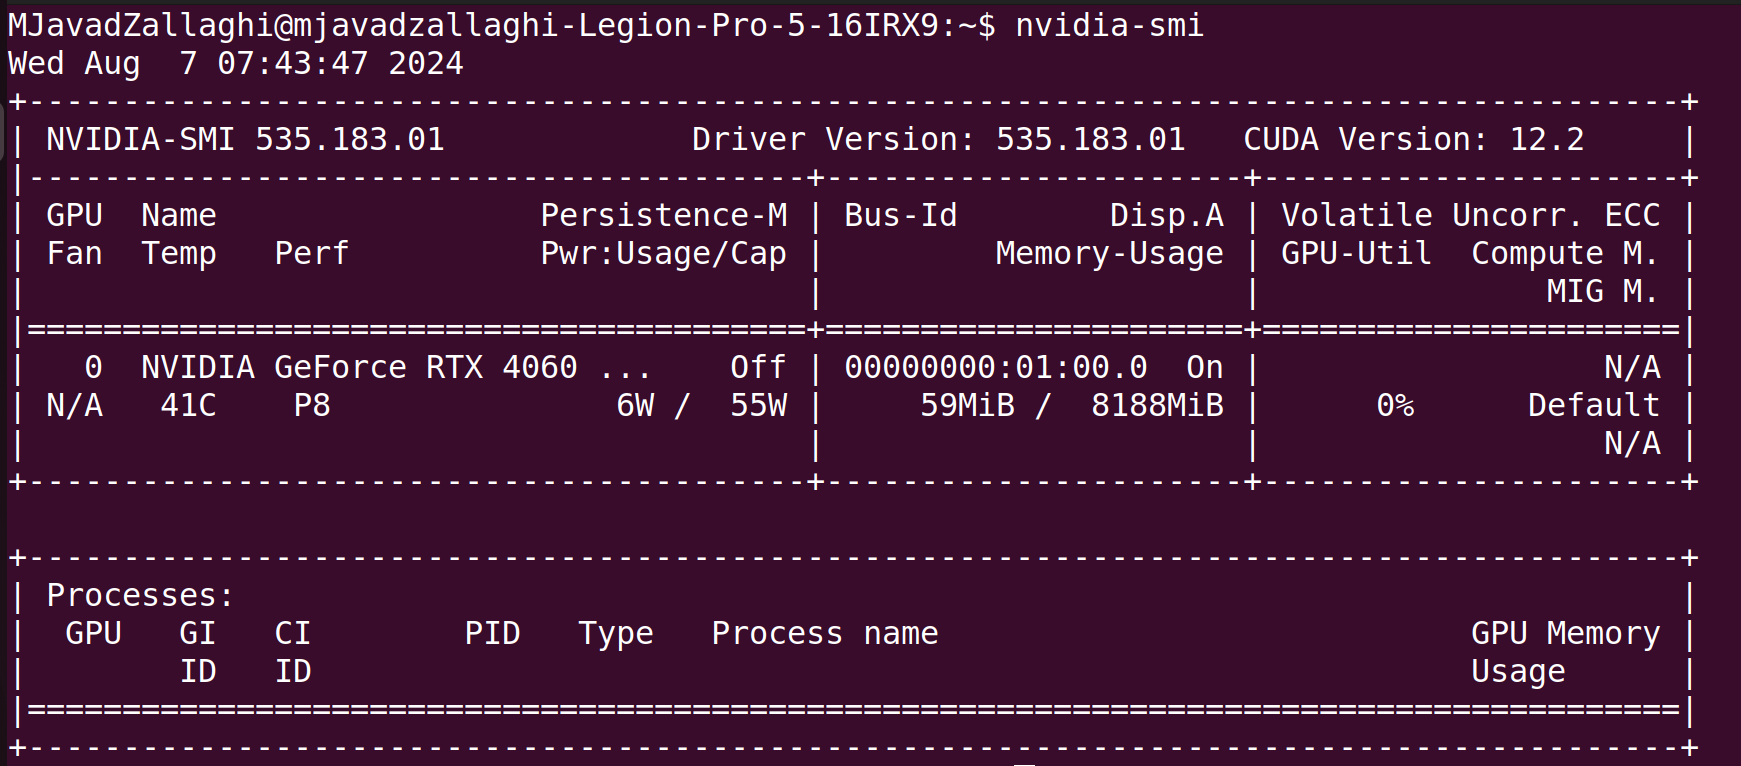 MJavadZallaghi@mjavadzallaghi-Legion-Pro-5-16IRX9:~$ nvidia-smi
Wed Aug  7 07:43:47 2024
+---------------------------------------------------------------------------------------+
| NVIDIA-SMI 535.183.01             Driver Version: 535.183.01   CUDA Version: 12.2     |
|-----------------------------------------+----------------------+----------------------+
| GPU  Name                 Persistence-M | Bus-Id        Disp.A | Volatile Uncorr. ECC |
| Fan  Temp   Perf          Pwr:Usage/Cap |         Memory-Usage | GPU-Util  Compute M. |
|                                         |                      |               MIG M. |
|=========================================+======================+======================|
|   0  NVIDIA GeForce RTX 4060 ...    Off | 00000000:01:00.0  On |                  N/A |
| N/A   41C    P8               6W /  55W |     59MiB /  8188MiB |      0%      Default |
|                                         |                      |                  N/A |
+-----------------------------------------+----------------------+----------------------+
+---------------------------------------------------------------------------------------+
| Processes:                                                                            |
|  GPU   GI   CI        PID   Type   Process name                            GPU Memory |
|        ID   ID                                                             Usage      |
|=======================================================================================|
+---------------------------------------------------------------------------------------+